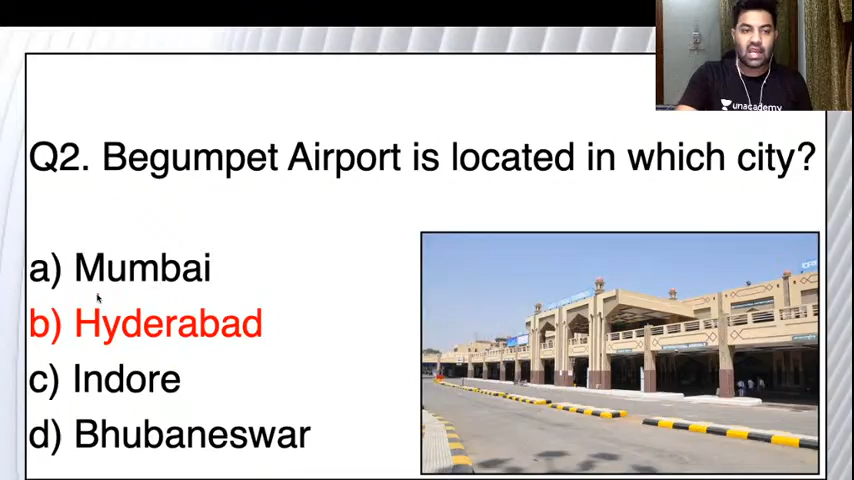 unacademy
Q2. Begumpet Airport is located in which city?
a) Mumbai
b) Hyderabad
c) Indore
d) Bhubaneswar